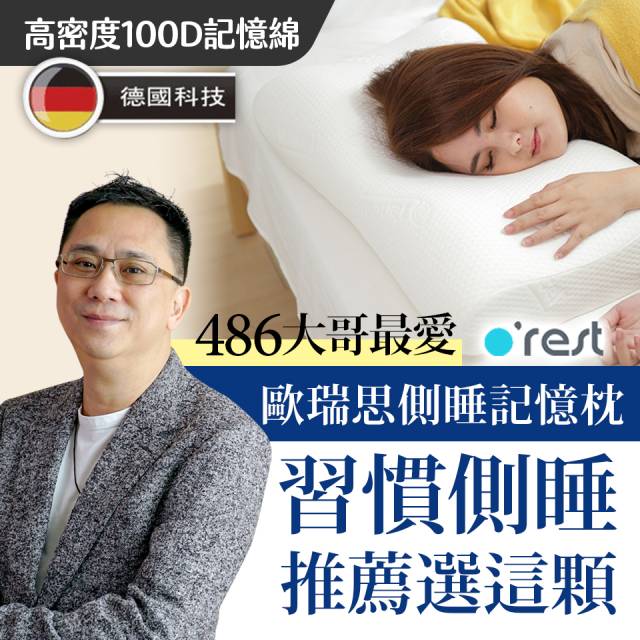 高密度100D記憶綿
德國科技
486大哥最愛
O'rest
歐瑞思側睡記憶枕
習慣側睡
推薦選這顆